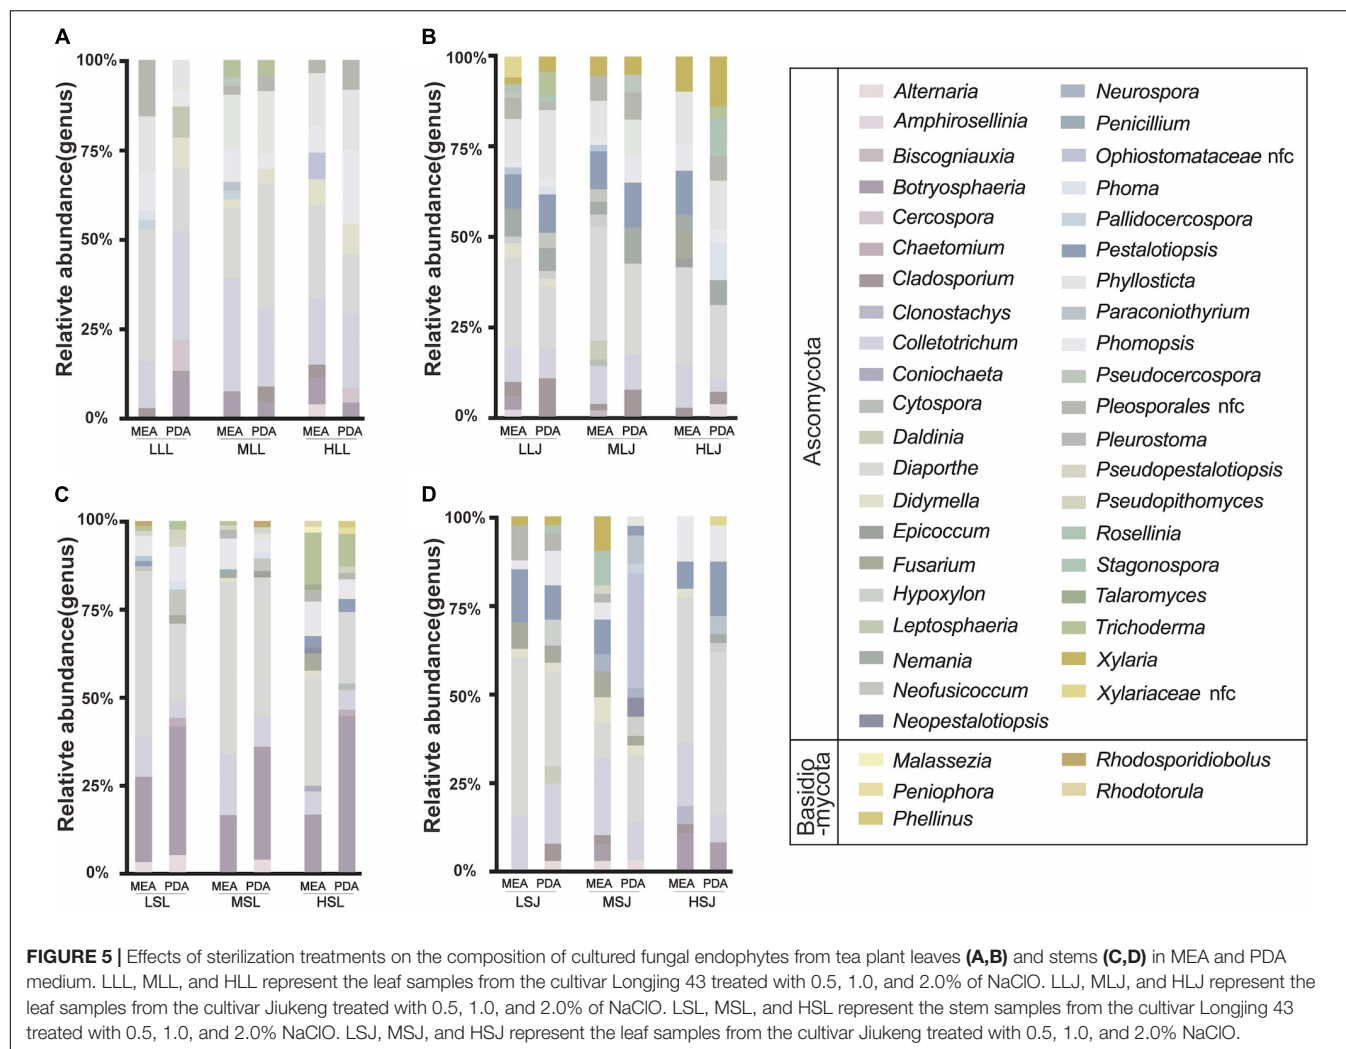 A
Relativte abundance(genus)
100%
75%
50%
25%
0%
MEA PDA MEA PDA MEA PDA
LLL MLL HLL
B
Relativte abundance(genus)
100%
75%
50%
25%
0%
MEA PDA MEA PDA MEA PDA
LLJ MLJ HLJ
C
Relativte abundance(genus)
100%
75%
50%
25%
0%
MEA PDA MEA PDA MEA PDA
LSL MSL HSL
D
Relativte abundance(genus)
100%
75%
50%
25%
0%
MEA PDA MEA PDA MEA PDA
LSJ MSJ HSJ
Ascomycota
Alternaria
Amphirosellinia
Biscogniauxia
Botryosphaeria
Cercospora
Chaetomium
Cladosporium
Clonostachys
Colletotrichum
Coniochaeta
Cytospora
Daldinia
Diaporthe
Didymella
Epicoccum
Fusarium
Hypoxylon
Leptosphaeria
Nemania
Neofusicoccum
Neopestalotiopsis
Neurospora
Penicillium
Ophiostomataceae nfc
Phoma
Pallidocercospora
Pestalotiopsis
Phyllosticta
Paraconiothyrium
Phomopsis
Pseudocercospora
Pleosporales nfc
Pleurostoma
Pseudopestalotiopsis
Pseudopithomyces
Rosellinia
Stagonospora
Talaromyces
Trichoderma
Xylaria
Xylariaceae nfc
Basidio
-mycota
Malassezia
Peniophora
Phellinus
Rhodosporidiobolus
Rhodotorula
FIGURE 5 | Effects of sterilization treatments on the composition of cultured fungal endophytes from tea plant leaves (A,B) and stems (C,D) in MEA and PDA
medium. LLL, MLL, and HLL represent the leaf samples from the cultivar Longjing 43 treated with 0.5, 1.0, and 2.0% of NaClO. LLJ, MLJ, and HLJ represent the
leaf samples from the cultivar Jiukeng treated with 0.5, 1.0, and 2.0% of NaClO. LSL, MSL, and HSL represent the stem samples from the cultivar Longjing 43
treated with 0.5, 1.0, and 2.0% NaClO. LSJ, MSJ, and HSJ represent the leaf samples from the cultivar Jiukeng treated with 0.5, 1.0, and 2.0% NaClO.